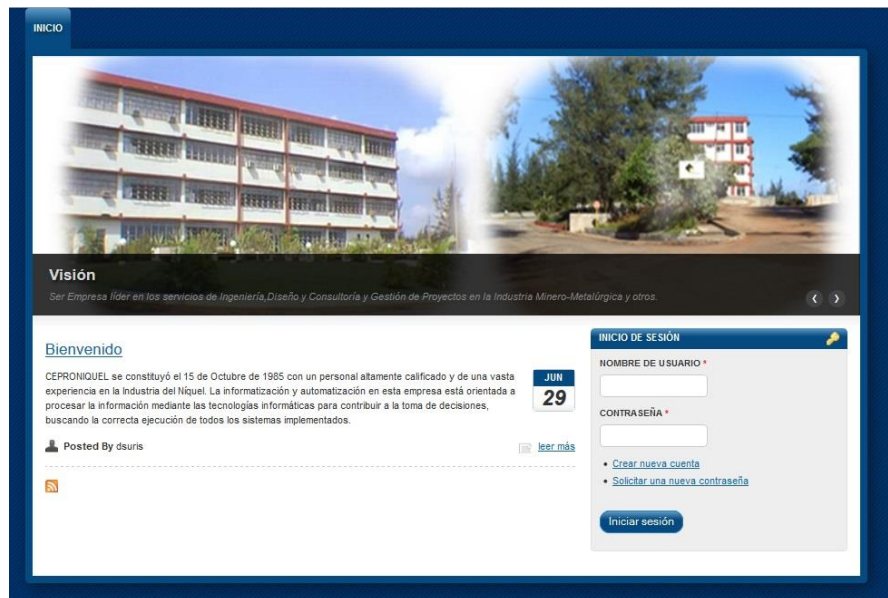 INICIO
Visión
Ser Empresa líder en los servicios de Ingeniería,Diseño y Consultoría y Gestión de Proyectos en la Industria Minero-Metalúrgica y otros.
Bienvenido
CEPRONIQUEL se constituyó el 15 de Octubre de 1985 con un personal altamente calificado y de una vasta
experiencia en la Industria del Níquel. La informatización y automatización en esta empresa está orientada a
procesar la información mediante las tecnologías informáticas para contribuir a la toma de decisiones,
buscando la correcta ejecución de todos los sistemas implementados.
JUN
29
Posted By dsuris
leer más
INICIO DE SESIÓN
NOMBRE DE USUARIO *
CONTRASEÑA *
Crear nueva cuenta
Solicitar una nueva contraseña
Iniciar sesión